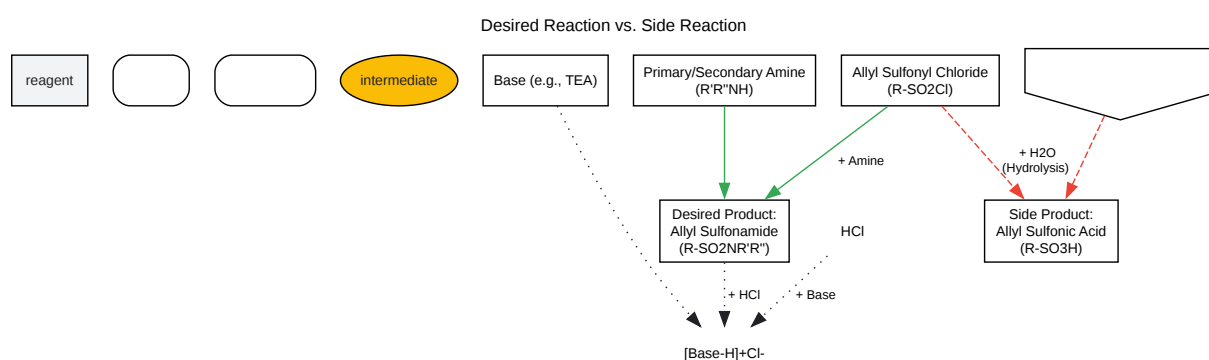 Desired Reaction vs. Side Reaction
reagent
intermediate
Base (e.g., TEA)
Primary/Secondary Amine
(R'R"NH)
Allyl Sulfonyl Chloride
(R-SO2Cl)
+ Amine
+ H2O
(Hydrolysis)
Desired Product:
Allyl Sulfonamide
(R-SO2NR'R")
HCl
Side Product:
Allyl Sulfonic Acid
(R-SO3H)
+ HCl
+ Base
[Base-H]+Cl-